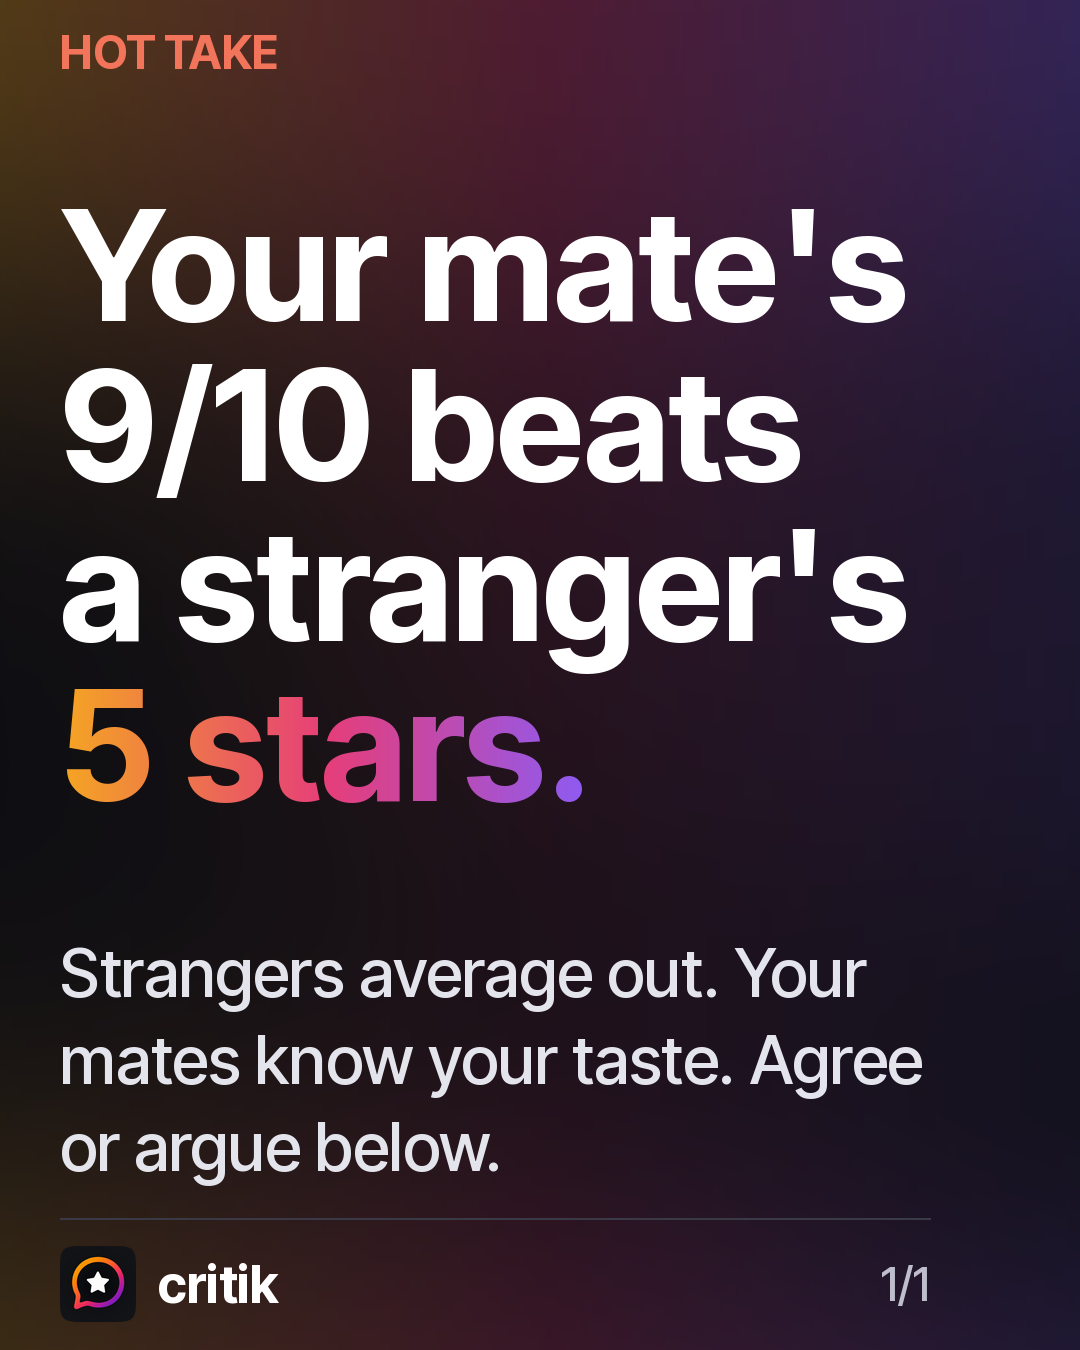 HOT TAKE
Your mate's
9/10 beats
a stranger's
5 stars.
Strangers average out. Your
mates know your taste. Agree
or argue below.
critik
1/1